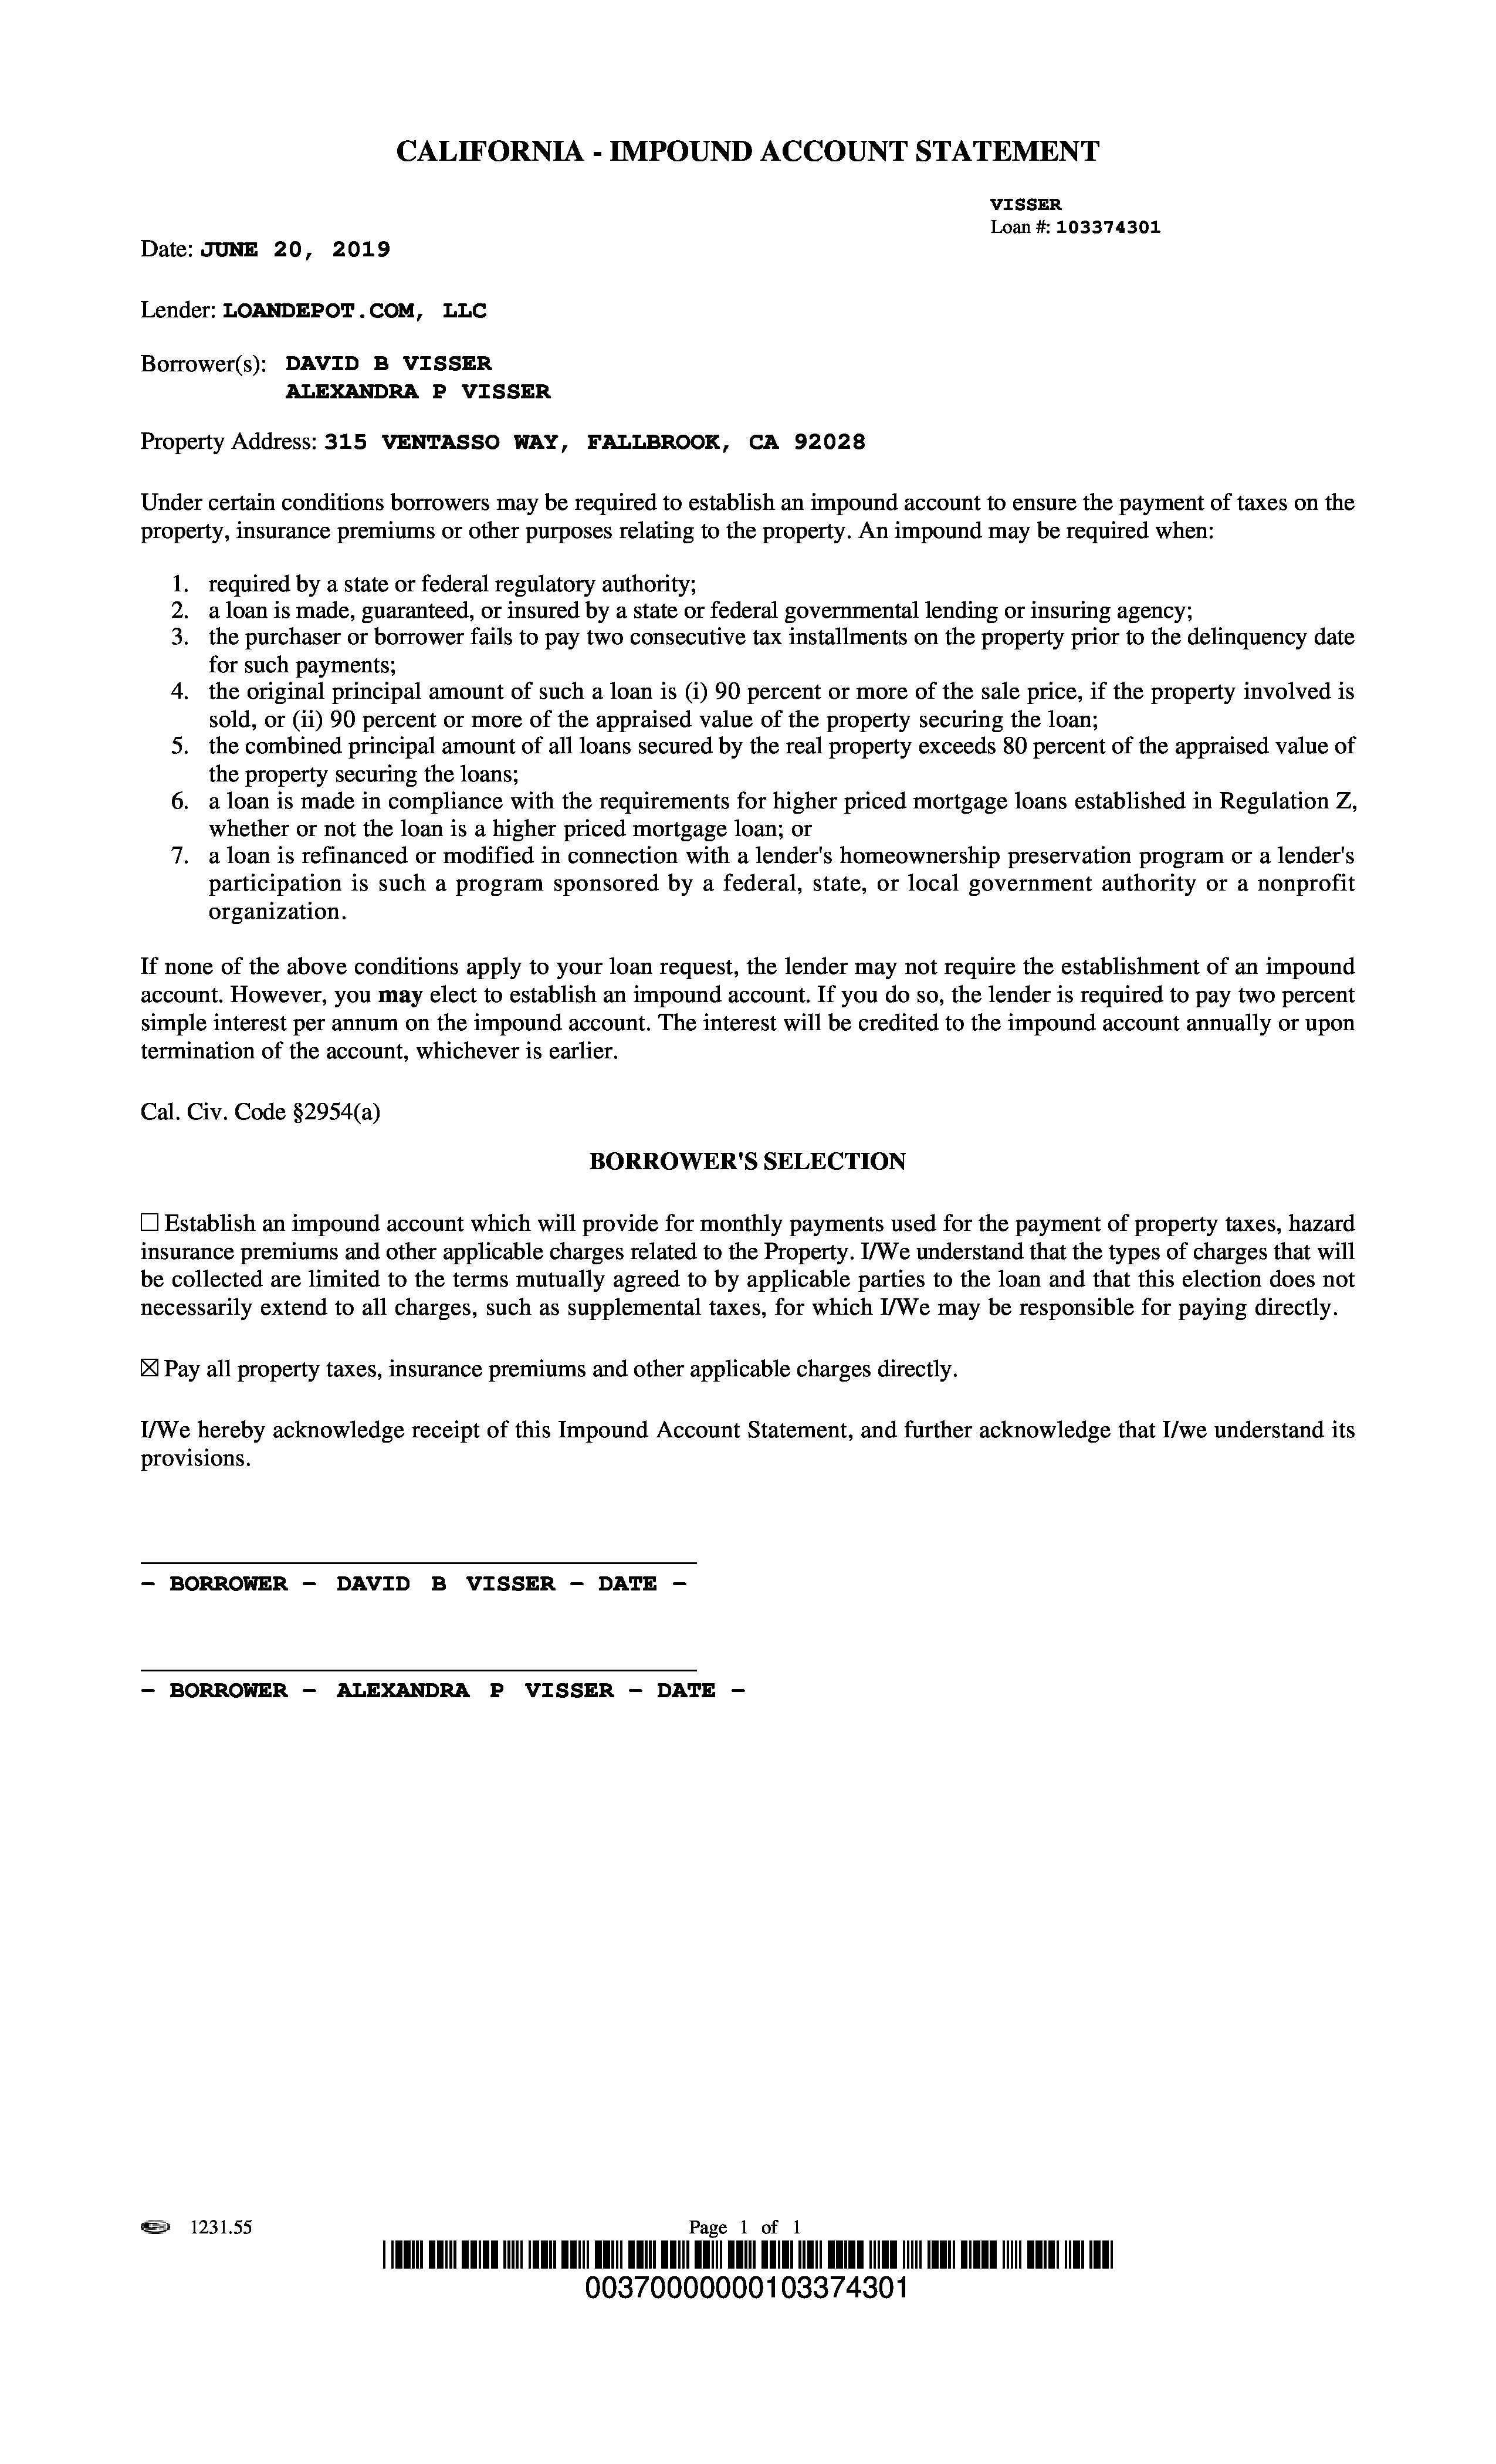 CALIFORNIA - IMPOUND ACCOUNT STATEMENT
VISSER
Loan #: 103374301
Date: JUNE 20, 2019
Lender: LOANDEPOT.COM, LLC
Borrower(s): DAVID B VISSER
ALEXANDRA P VISSER
Property Address: 315 VENTASSO WAY, FALLBROOK, CA 92028
Under certain conditions borrowers may be required to establish an impound account to ensure the payment of taxes on the
property, insurance premiums or other purposes relating to the property. An impound may be required when:
1. required by a state or federal regulatory authority;
2. a loan is made, guaranteed, or insured by a state or federal governmental lending or insuring agency;
3. the purchaser or borrower fails to pay two consecutive tax installments on the property prior to the delinquency date
for such payments;
4. the original principal amount of such a loan is (i) 90 percent or more of the sale price, if the property involved is
sold, or (ii) 90 percent or more of the appraised value of the property securing the loan;
5. the combined principal amount of all loans secured by the real property exceeds 80 percent of the appraised value of
the property securing the loans;
6. a loan is made in compliance with the requirements for higher priced mortgage loans established in Regulation Z,
whether or not the loan is a higher priced mortgage loan; or
7. a loan is refinanced or modified in connection with a lender's homeownership preservation program or a lender's
participation is such a program sponsored by a federal, state, or local government authority or a nonprofit
organization.
If none of the above conditions apply to your loan request, the lender may not require the establishment of an impound
account. However, you may elect to establish an impound account. If you do so, the lender is required to pay two percent
simple interest per annum on the impound account. The interest will be credited to the impound account annually or upon
termination of the account, whichever is earlier.
Cal. Civ. Code §2954(a)
BORROWER'S SELECTION
☐ Establish an impound account which will provide for monthly payments used for the payment of property taxes, hazard
insurance premiums and other applicable charges related to the Property. I/We understand that the types of charges that will
be collected are limited to the terms mutually agreed to by applicable parties to the loan and that this election does not
necessarily extend to all charges, such as supplemental taxes, for which I/We may be responsible for paying directly.
☒ Pay all property taxes, insurance premiums and other applicable charges directly.
I/We hereby acknowledge receipt of this Impound Account Statement, and further acknowledge that I/we understand its
provisions.
- BORROWER - DAVID B VISSER - DATE -
- BORROWER - ALEXANDRA P VISSER - DATE -
1231.55 Page 1 of 1
00370000000103374301